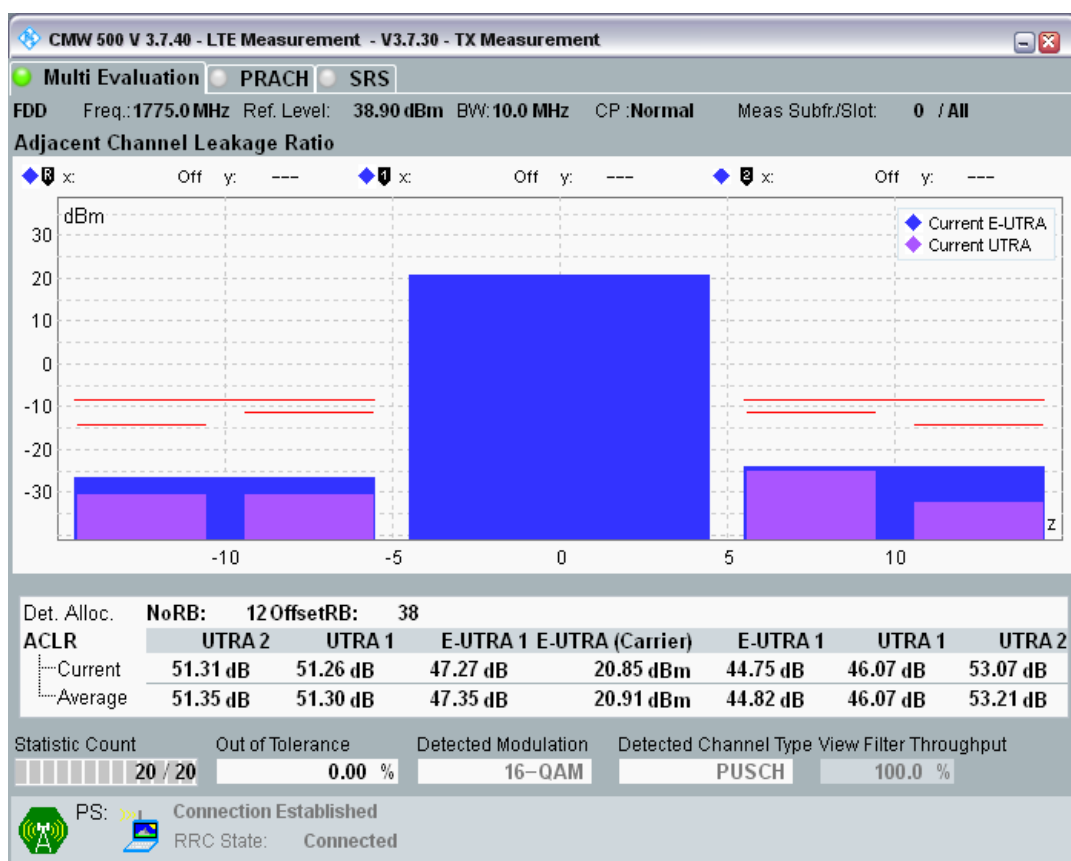 CMW 500 V 3.7.40 - LTE Measurement - V3.7.30 - TX Measurement
Multi Evaluation PRACH SRS
FDD Freq.: 1775.0 MHz Ref. Level: 38.90 dBm BW: 10.0 MHz CP : Normal Meas Subfr./Slot: 0 / All
Adjacent Channel Leakage Ratio
R x: Off y: --- 1 x: Off y: --- 2 x: Off y: ---
dBm
Current E-UTRA
Current UTRA
30
20
10
0
-10
-20
-30
z
-10 -5 0 5 10
Det. Alloc. NoRB: 12 OffsetRB: 38
ACLR UTRA 2 UTRA 1 E-UTRA 1 E-UTRA (Carrier) E-UTRA 1 UTRA 1 UTRA 2
Current 51.31 dB 51.26 dB 47.27 dB 20.85 dBm 44.75 dB 46.07 dB 53.07 dB
Average 51.35 dB 51.30 dB 47.35 dB 20.91 dBm 44.82 dB 46.07 dB 53.21 dB
Statistic Count Out of Tolerance Detected Modulation Detected Channel Type View Filter Throughput
20 / 20 0.00 % 16-QAM PUSCH 100.0 %
PS: Connection Established
RRC State: Connected